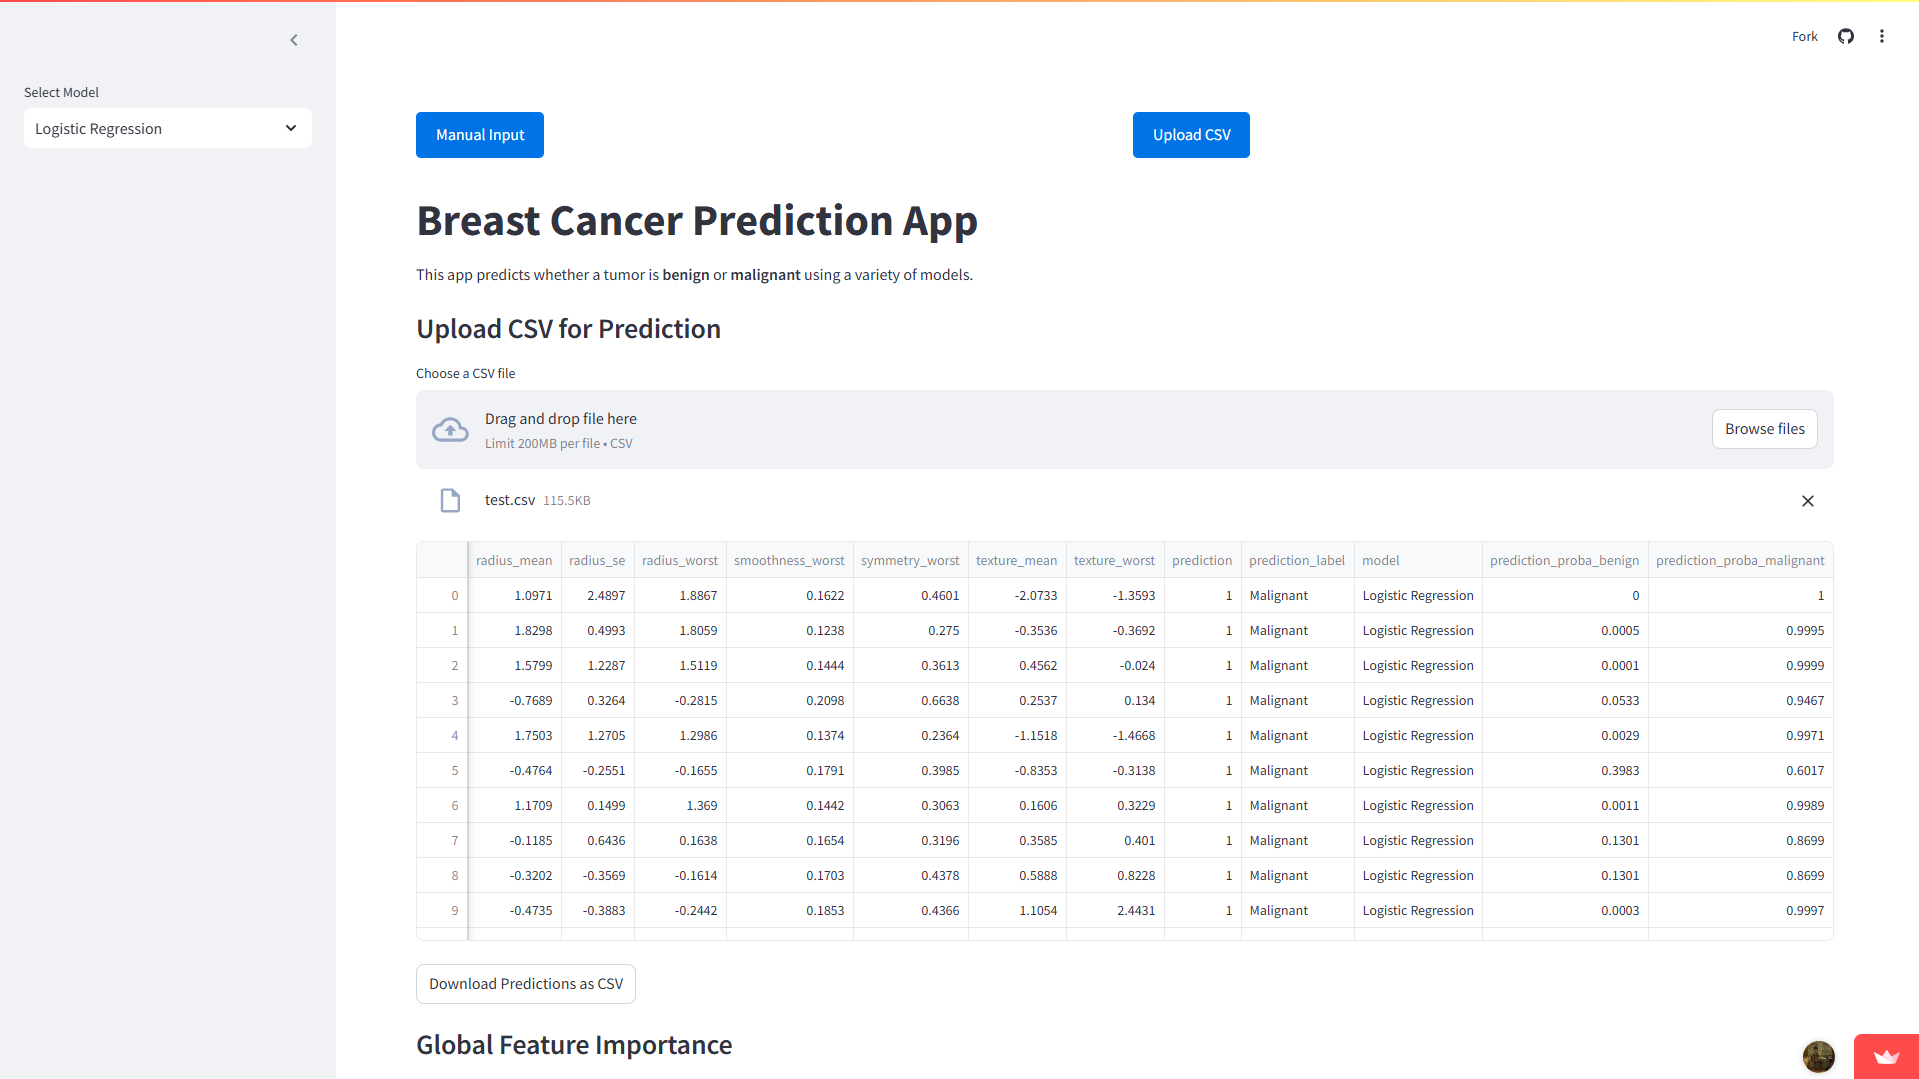 Fork
Select Model
Logistic Regression
Manual Input
Upload CSV
Breast Cancer Prediction App
This app predicts whether a tumor is benign or malignant using a variety of models.
Upload CSV for Prediction
Choose a CSV file
Drag and drop file here
Limit 200MB per file • CSV
Browse files
test.csv 115.5KB
radius_mean radius_se radius_worst smoothness_worst symmetry_worst texture_mean texture_worst prediction prediction_label model prediction_proba_benign prediction_proba_malignant
0 1.0971 2.4897 1.8867 0.1622 0.4601 -2.0733 -1.3593 1 Malignant Logistic Regression 0 1
1 1.8298 0.4993 1.8059 0.1238 0.275 -0.3536 -0.3692 1 Malignant Logistic Regression 0.0005 0.9995
2 1.5799 1.2287 1.5119 0.1444 0.3613 0.4562 -0.024 1 Malignant Logistic Regression 0.0001 0.9999
3 -0.7689 0.3264 -0.2815 0.2098 0.6638 0.2537 0.134 1 Malignant Logistic Regression 0.0533 0.9467
4 1.7503 1.2705 1.2986 0.1374 0.2364 -1.1518 -1.4668 1 Malignant Logistic Regression 0.0029 0.9971
5 -0.4764 -0.2551 -0.1655 0.1791 0.3985 -0.8353 -0.3138 1 Malignant Logistic Regression 0.3983 0.6017
6 1.1709 0.1499 1.369 0.1442 0.3063 0.1606 0.3229 1 Malignant Logistic Regression 0.0011 0.9989
7 -0.1185 0.6436 0.1638 0.1654 0.3196 0.3585 0.401 1 Malignant Logistic Regression 0.1301 0.8699
8 -0.3202 -0.3569 -0.1614 0.1703 0.4378 0.5888 0.8228 1 Malignant Logistic Regression 0.1301 0.8699
9 -0.4735 -0.3883 -0.2442 0.1853 0.4366 1.1054 2.4431 1 Malignant Logistic Regression 0.0003 0.9997
Download Predictions as CSV
Global Feature Importance